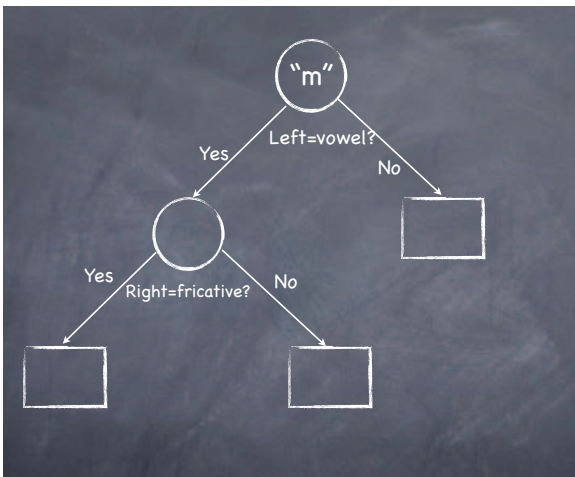 “m”
Left=vowel?
Yes
No
Yes
Right=fricative?
No